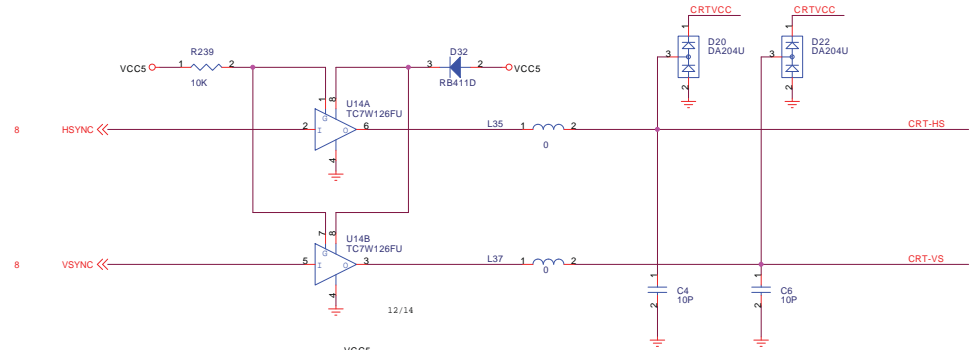 CRTVCC
CRTVCC
1
D20
DA204U
3
2
1
D22
DA204U
3
2
R239
VCC5
1
2
10K
D32
3
2
VCC5
RB411D
1
8
U14A
TC7W126FU
8
HSYNC
2
G
I
O
6
4
L35
1
2
0
CRT-HS
7
8
U14B
TC7W126FU
8
VSYNC
5
G
I
O
3
4
L37
1
2
0
CRT-VS
12/14
1
C4
10P
2
1
C6
10P
2
VCC5